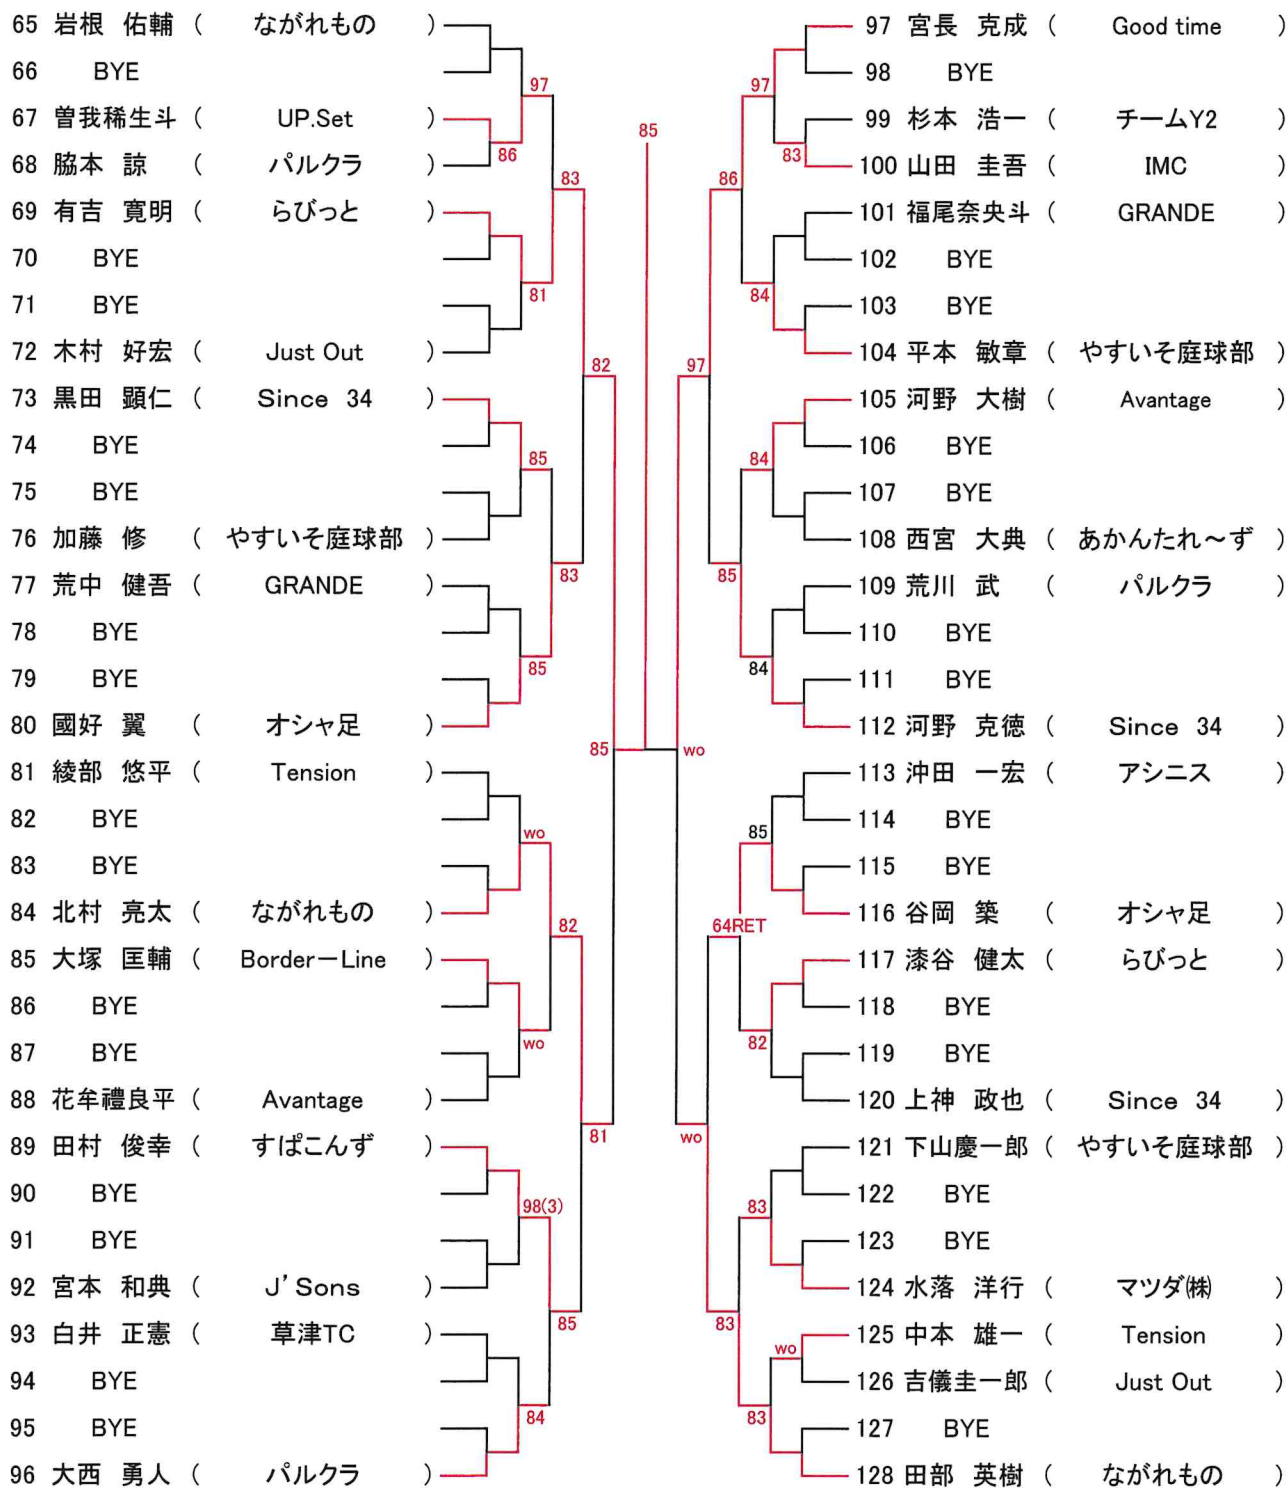 65 岩根 佑輔 ( ながれもの )
66 BYE
67 曽我稀生斗 ( UP.Set )
68 脇本 諒 ( パルクラ )
69 有吉 寛明 ( らびっと )
70 BYE
71 BYE
72 木村 好宏 ( Just Out )
73 黒田 顕仁 ( Since 34 )
74 BYE
75 BYE
76 加藤 修 ( やすいそ庭球部 )
77 荒中 健吾 ( GRANDE )
78 BYE
79 BYE
80 國好 翼 ( オシャ足 )
81 綾部 悠平 ( Tension )
82 BYE
83 BYE
84 北村 亮太 ( ながれもの )
85 大塚 匡輔 ( Border－Line )
86 BYE
87 BYE
88 花牟禮良平 ( Avantage )
89 田村 俊幸 ( すぱこんず )
90 BYE
91 BYE
92 宮本 和典 ( J’Sons )
93 白井 正憲 ( 草津TC )
94 BYE
95 BYE
96 大西 勇人 ( パルクラ )
97
86
81
85
85
wo
wo
98(3)
84
83
83
82
85
82
81
85
85
97 宮長 克成 ( Good time )
98 BYE
99 杉本 浩一 ( チームY2 )
100 山田 圭吾 ( IMC )
101 福尾奈央斗 ( GRANDE )
102 BYE
103 BYE
104 平本 敏章 ( やすいそ庭球部 )
105 河野 大樹 ( Avantage )
106 BYE
107 BYE
108 西宮 大典 ( あかんたれ～ず )
109 荒川 武 ( パルクラ )
110 BYE
111 BYE
112 河野 克徳 ( Since 34 )
113 沖田 一宏 ( アシニス )
114 BYE
115 BYE
116 谷岡 築 ( オシャ足 )
117 漆谷 健太 ( らびっと )
118 BYE
119 BYE
120 上神 政也 ( Since 34 )
121 下山慶一郎 ( やすいそ庭球部 )
122 BYE
123 BYE
124 水落 洋行 ( マツダ㈱ )
125 中本 雄一 ( Tension )
126 吉儀圭一郎 ( Just Out )
127 BYE
128 田部 英樹 ( ながれもの )
97
83
84
84
84
85
82
83
wo
83
86
85
64RET
83
97
wo
wo